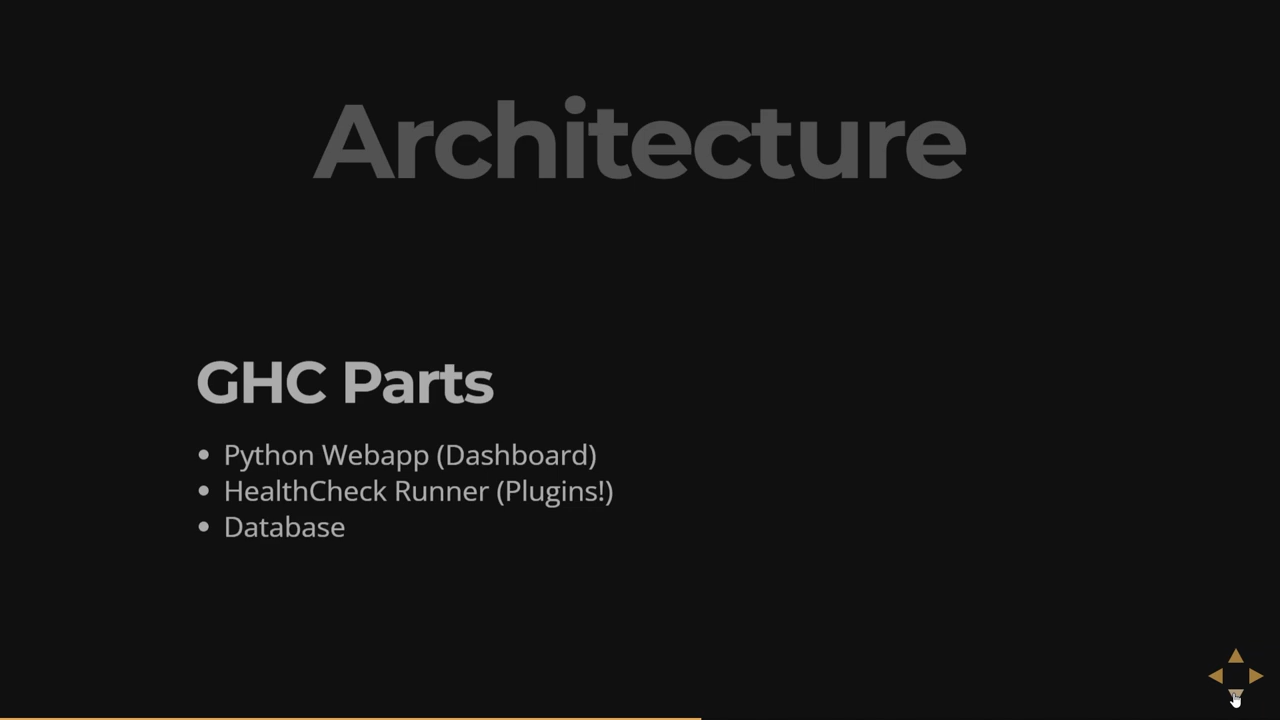 Architecture
GHC Parts
Python Webapp (Dashboard)
HealthCheck Runner (Plugins!)
Database